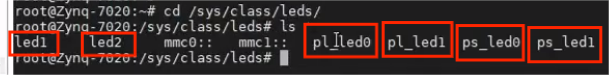 root@Zynq-7020:~# cd /sys/class/leds/
root@Zynq-7020:/sys/class/leds# ls
led1 led2 mmc0:: mmc1:: pl_led0 pl_led1 ps_led0 ps_led1
root@Zynq-7020:/sys/class/leds#